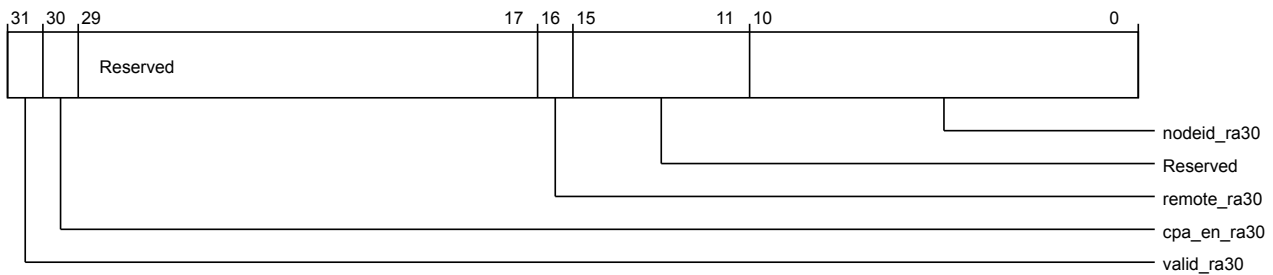 31 30 29 17 16 15 11 10 0
Reserved
nodeid_ra30
Reserved
remote_ra30
cpa_en_ra30
valid_ra30